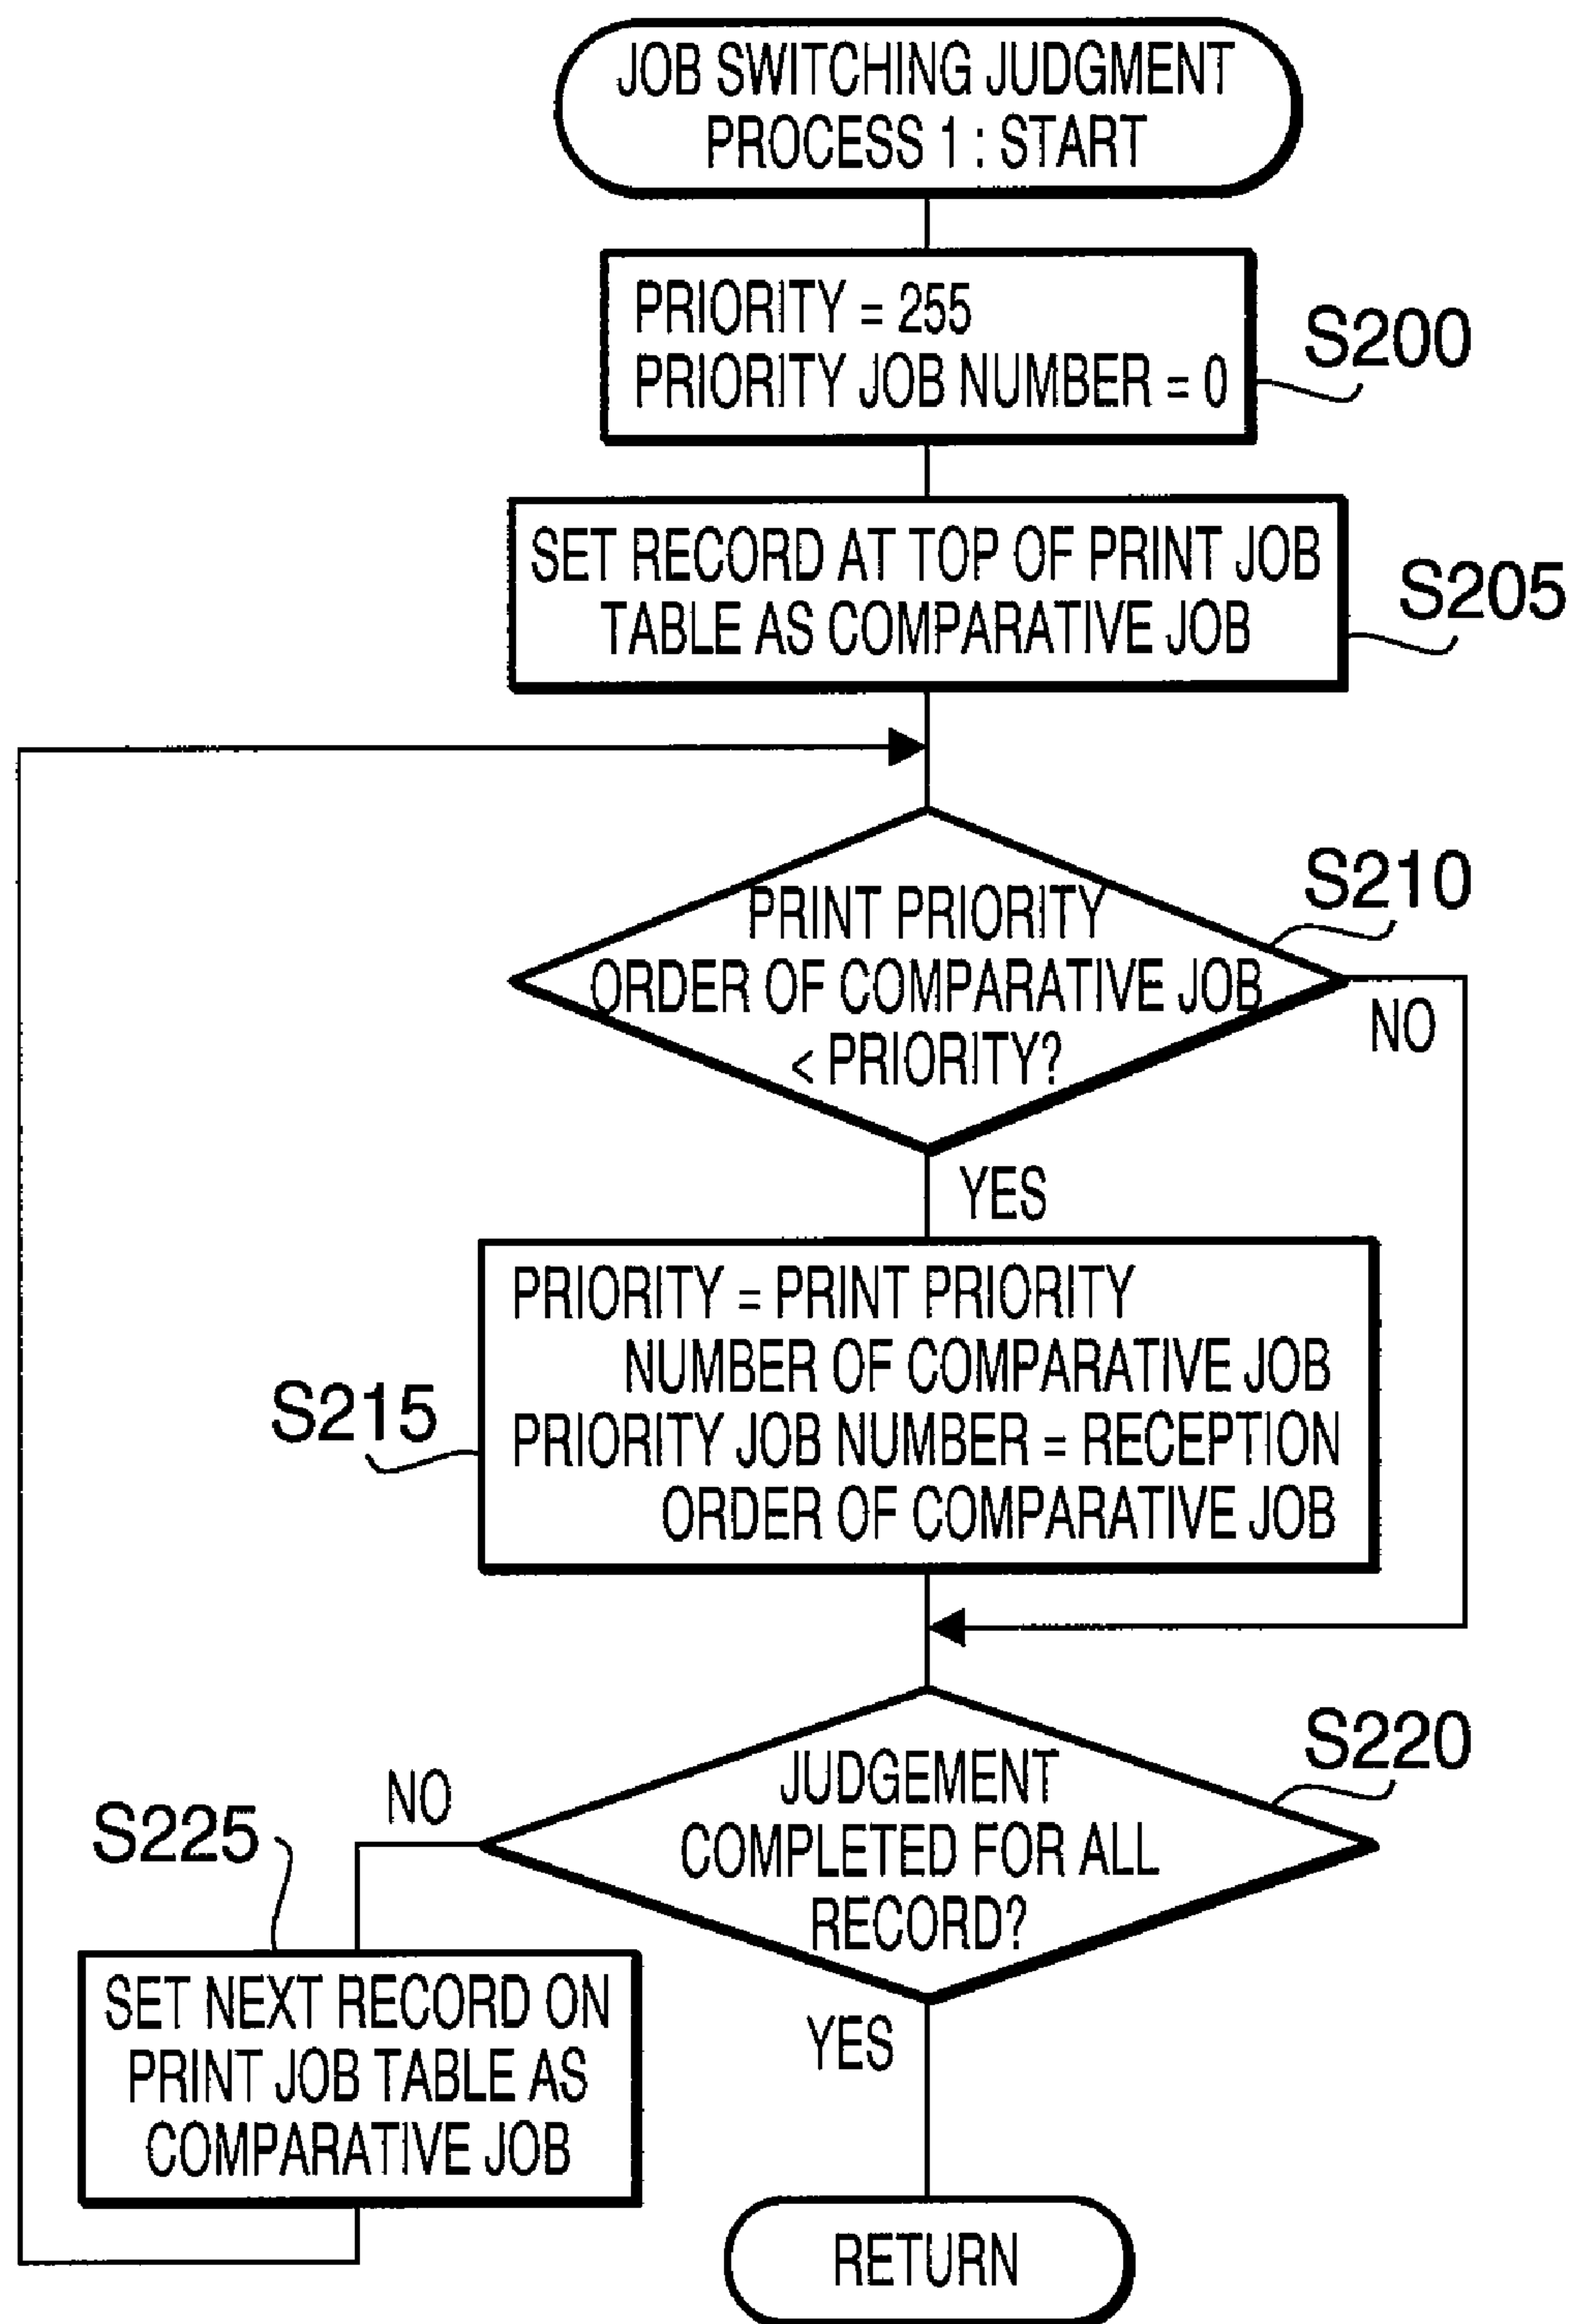 JOB SWITCHING JUDGMENT
PROCESS 1 : START
PRIORITY = 255
PRIORITY JOB NUMBER = 0
S200
SET RECORD AT TOP OF PRINT JOB
TABLE AS COMPARATIVE JOB
S205
PRINT PRIORITY
ORDER OF COMPARATIVE JOB
< PRIORITY?
S210
NO
YES
PRIORITY = PRINT PRIORITY
NUMBER OF COMPARATIVE JOB
PRIORITY JOB NUMBER = RECEPTION
ORDER OF COMPARATIVE JOB
S215
JUDGEMENT
COMPLETED FOR ALL
RECORD?
S220
NO
YES
S225
SET NEXT RECORD ON
PRINT JOB TABLE AS
COMPARATIVE JOB
RETURN